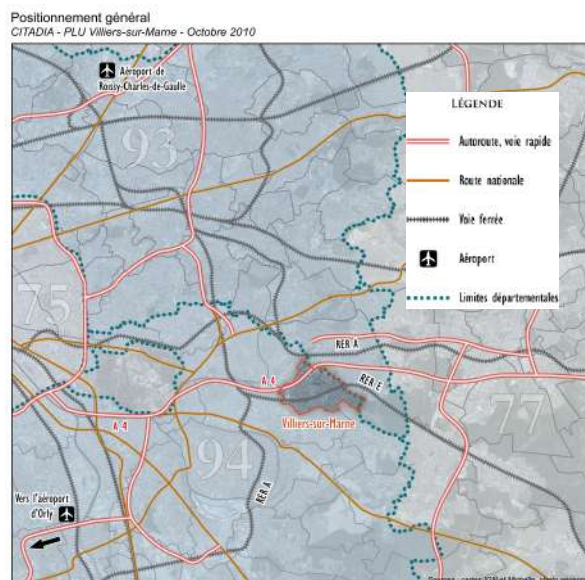 Positionnement général
CITADIA - PLU Villiers-sur-Marne - Octobre 2010
Aéroport de
Roissy-Charles-de-Gaulle
93
LÉGENDE
Autoroute, voie rapide
Route nationale
Voie ferrée
Aéroport
Limites départementales
75
RER A
A 4
RER E
Villiers-sur-Marne
77
A 4
94
RER A
Vers l'aéroport
d'Orly